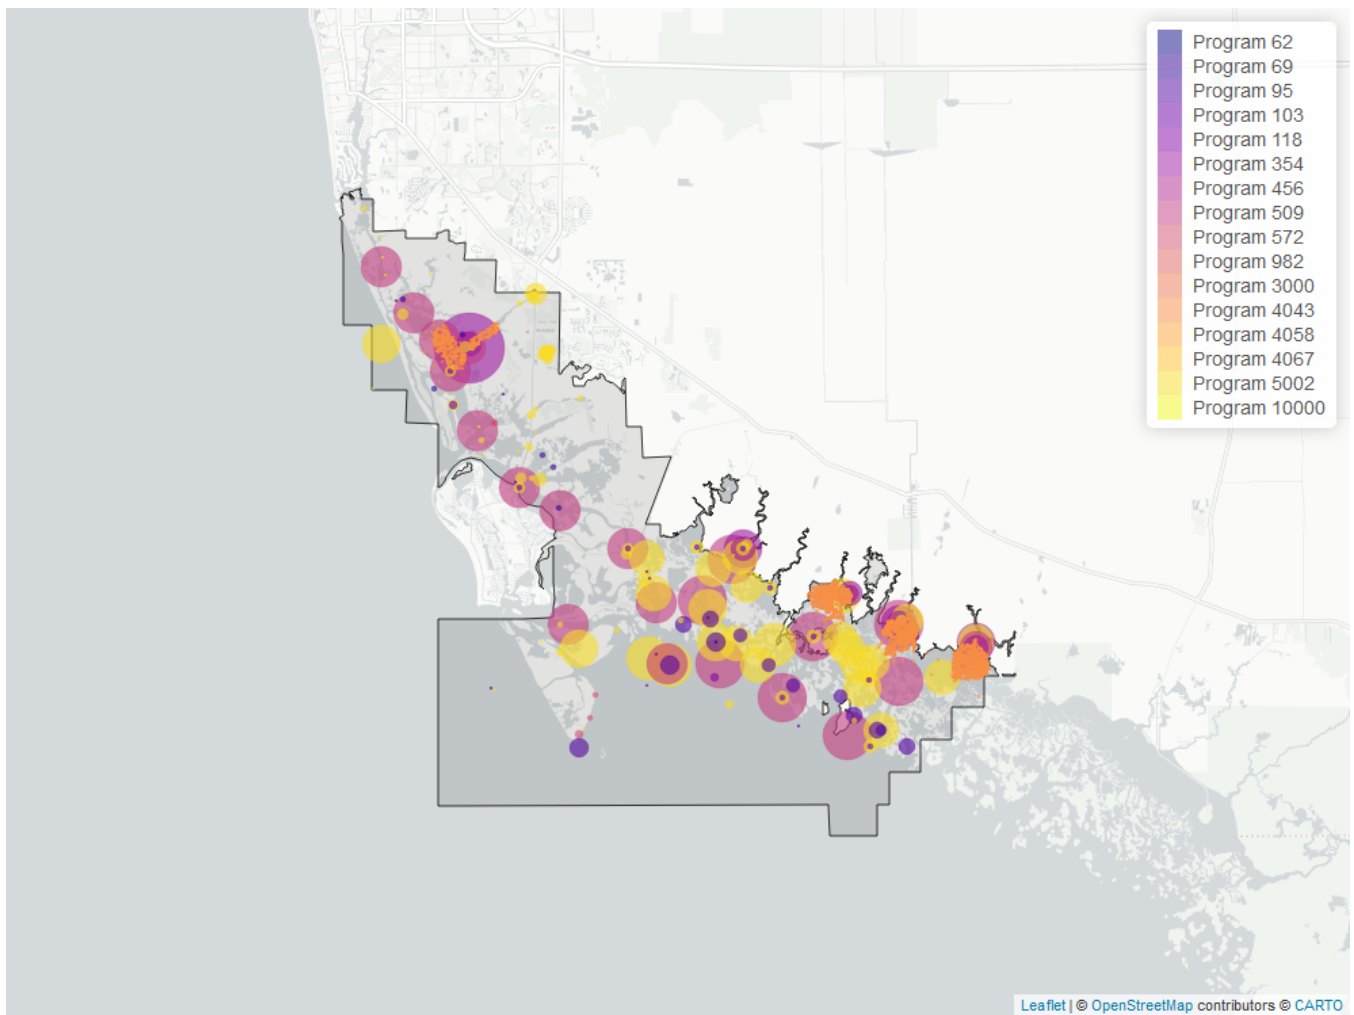 Program 62
Program 69
Program 95
Program 103
Program 118
Program 354
Program 456
Program 509
Program 572
Program 982
Program 3000
Program 4043
Program 4058
Program 4067
Program 5002
Program 10000
Leaflet | © OpenStreetMap contributors © CARTO